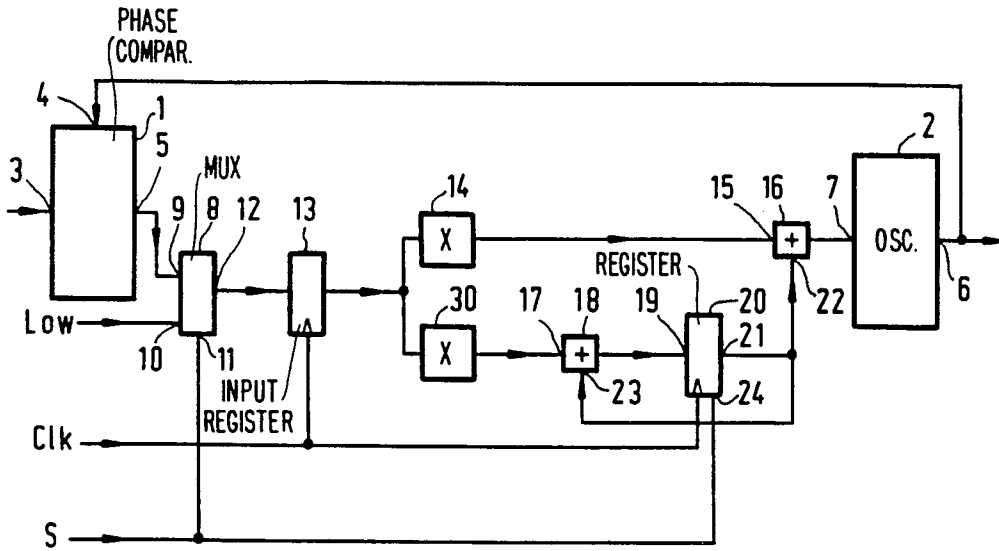 PHASE
COMPAR.
4
1
5
3
MUX
9
8
12
13
14
X
15
16
+
7
2
OSC.
6
22
REGISTER
30
X
17
18
+
23
19
20
21
24
Low
10
11
INPUT
REGISTER
Clk
S